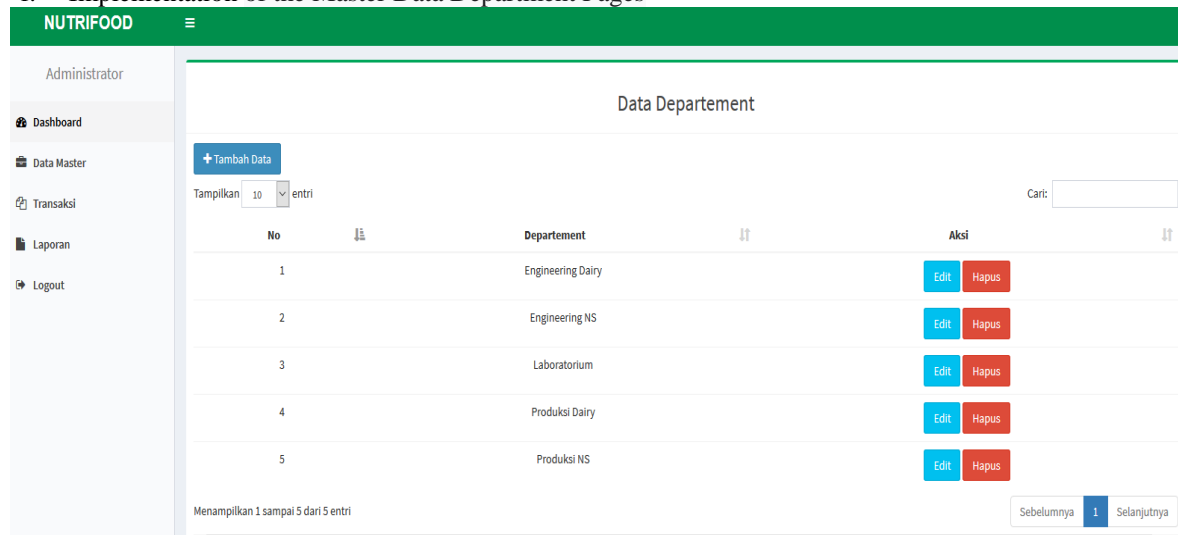 Implementation of the Master Data Department Pages
NUTRIFOOD
Administrator
Dashboard
Data Master
Transaksi
Laporan
Logout
Data Departement
Tambah Data
Tampilkan 10 entri
Cari:
No Departement Aksi
1 Engineering Dairy Edit Hapus
2 Engineering NS Edit Hapus
3 Laboratorium Edit Hapus
4 Produksi Dairy Edit Hapus
5 Produksi NS Edit Hapus
Menampilkan 1 sampai 5 dari 5 entri
Sebelumnya 1 Selanjutnya